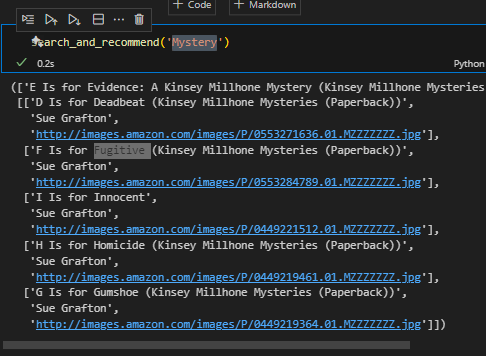 + Code + Markdown
search_and_recommend('Mystery')
0.2s
Python
(['E Is for Evidence: A Kinsey Millhone Mystery (Kinsey Millhone Mysteries
[['D Is for Deadbeat (Kinsey Millhone Mysteries (Paperback))',
'Sue Grafton',
'http://images.amazon.com/images/P/0553271636.01.MZZZZZZZ.jpg'],
['F Is for Fugitive (Kinsey Millhone Mysteries (Paperback))',
'Sue Grafton',
'http://images.amazon.com/images/P/0553284789.01.MZZZZZZZ.jpg'],
['I Is for Innocent',
'Sue Grafton',
'http://images.amazon.com/images/P/0449221512.01.MZZZZZZZ.jpg'],
['H Is for Homicide (Kinsey Millhone Mysteries (Paperback))',
'Sue Grafton',
'http://images.amazon.com/images/P/0449219461.01.MZZZZZZZ.jpg'],
['G Is for Gumshoe (Kinsey Millhone Mysteries (Paperback))',
'Sue Grafton',
'http://images.amazon.com/images/P/0449219364.01.MZZZZZZZ.jpg']])